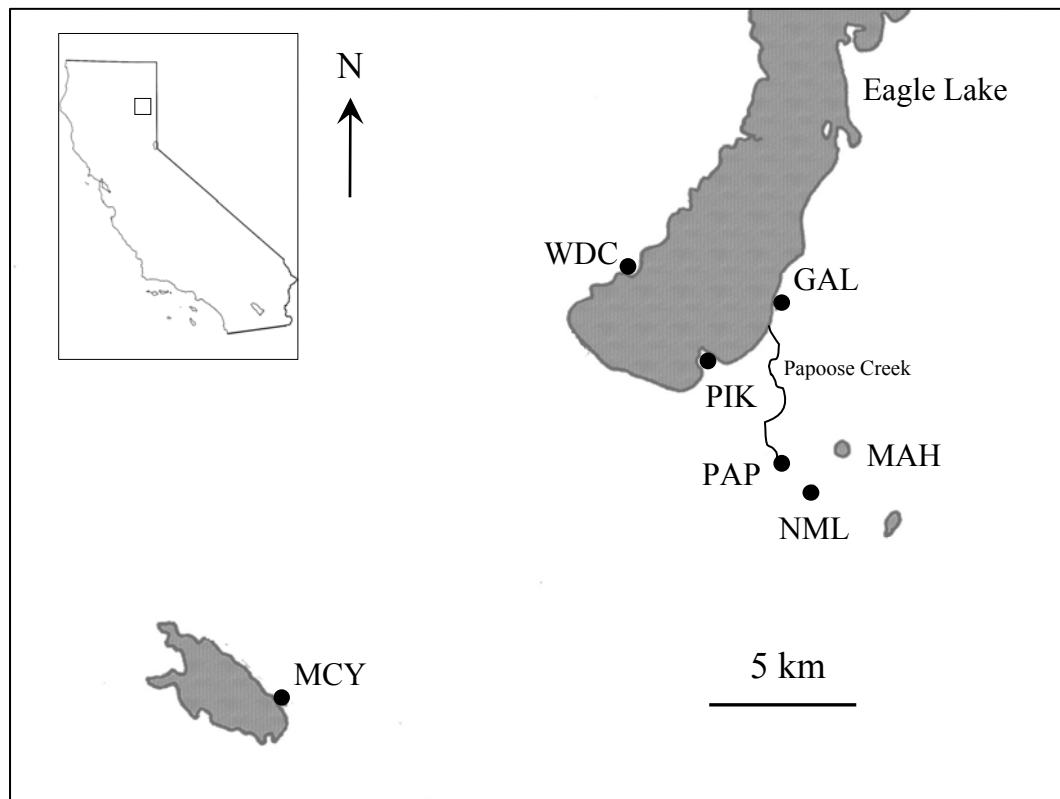 N
Eagle Lake
WDC
GAL
Papoose Creek
PIK
MAH
PAP
NML
MCY
5 km